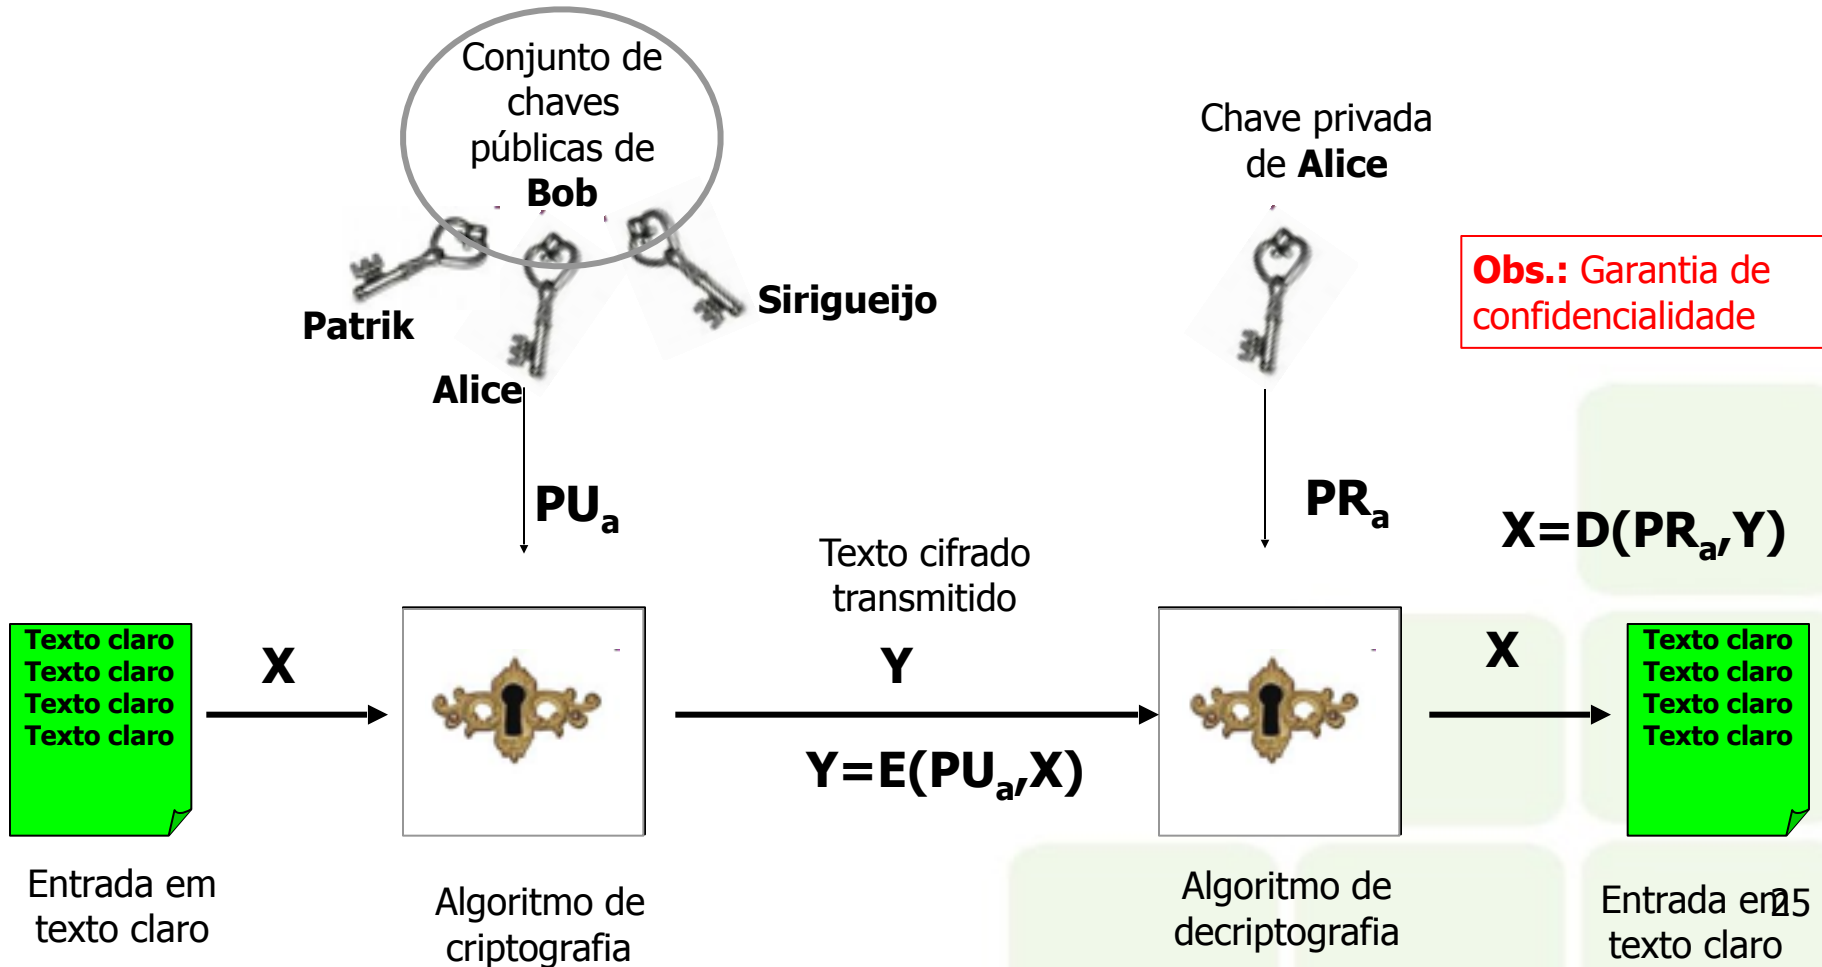 Conjunto de
chaves
públicas de
Bob
Chave privada
de Alice
Patrik
Alice
Sirigueijo
Obs.: Garantia de
confidencialidade
PUa
PRa
X=D(PRa,Y)
Texto cifrado
transmitido
Texto claro
Texto claro
Texto claro
Texto claro
X
Y
Y=E(PUa,X)
X
Texto claro
Texto claro
Texto claro
Texto claro
Entrada em
texto claro
Algoritmo de
criptografia
Algoritmo de
decriptografia
Entrada em
texto claro
25